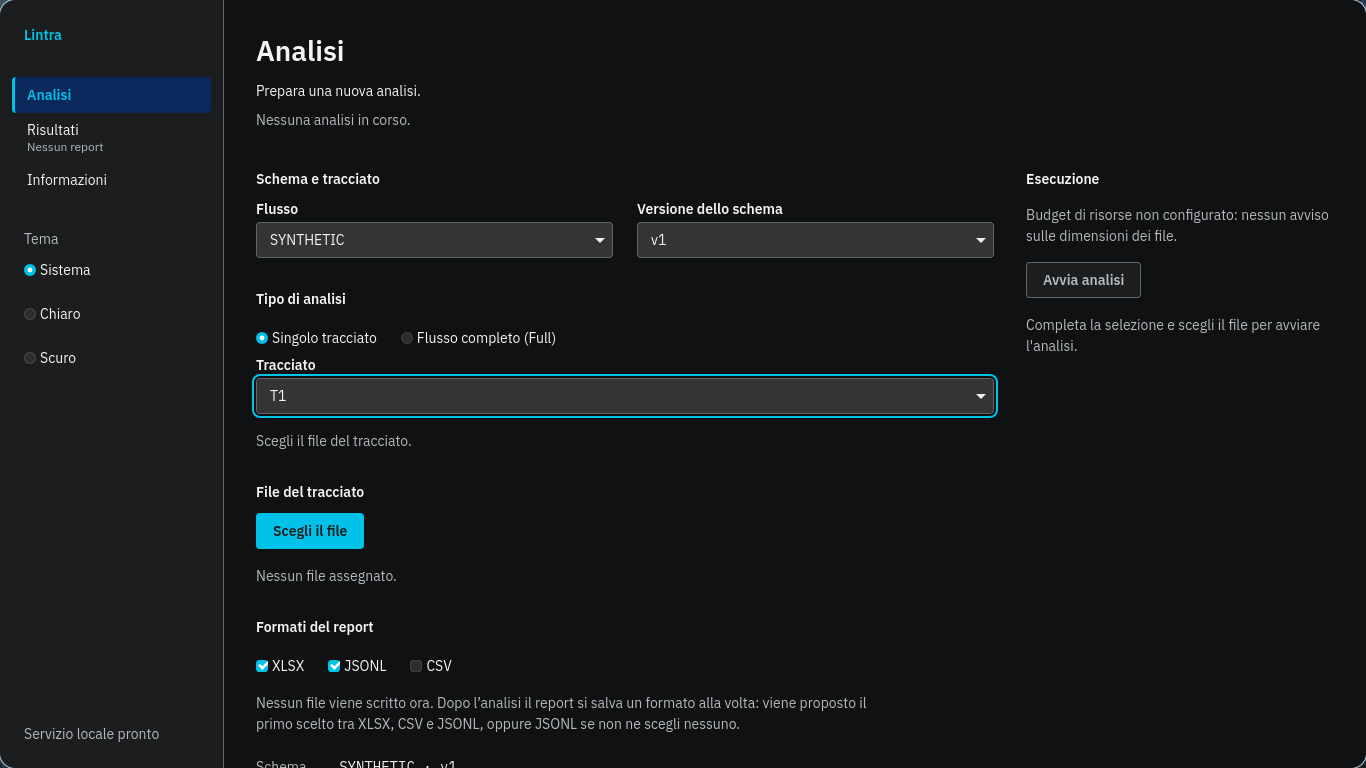 Lintra
Analisi
Risultati
Nessun report
Informazioni
Tema
Sistema
Chiaro
Scuro
Servizio locale pronto
Analisi
Prepara una nuova analisi.
Nessuna analisi in corso.
Schema e tracciato
Flusso
SYNTHETIC
Versione dello schema
v1
Tipo di analisi
Singolo tracciato
Flusso completo (Full)
Tracciato
T1
Scegli il file del tracciato.
File del tracciato
Scegli il file
Nessun file assegnato.
Formati del report
XLSX
JSONL
CSV
Nessun file viene scritto ora. Dopo l’analisi il report si salva un formato alla volta: viene proposto il
primo scelto tra XLSX, CSV e JSONL, oppure JSONL se non ne scegli nessuno.
Schema SYNTHETIC · v1
Esecuzione
Budget di risorse non configurato: nessun avviso
sulle dimensioni dei file.
Avvia analisi
Completa la selezione e scegli il file per avviare
l'analisi.